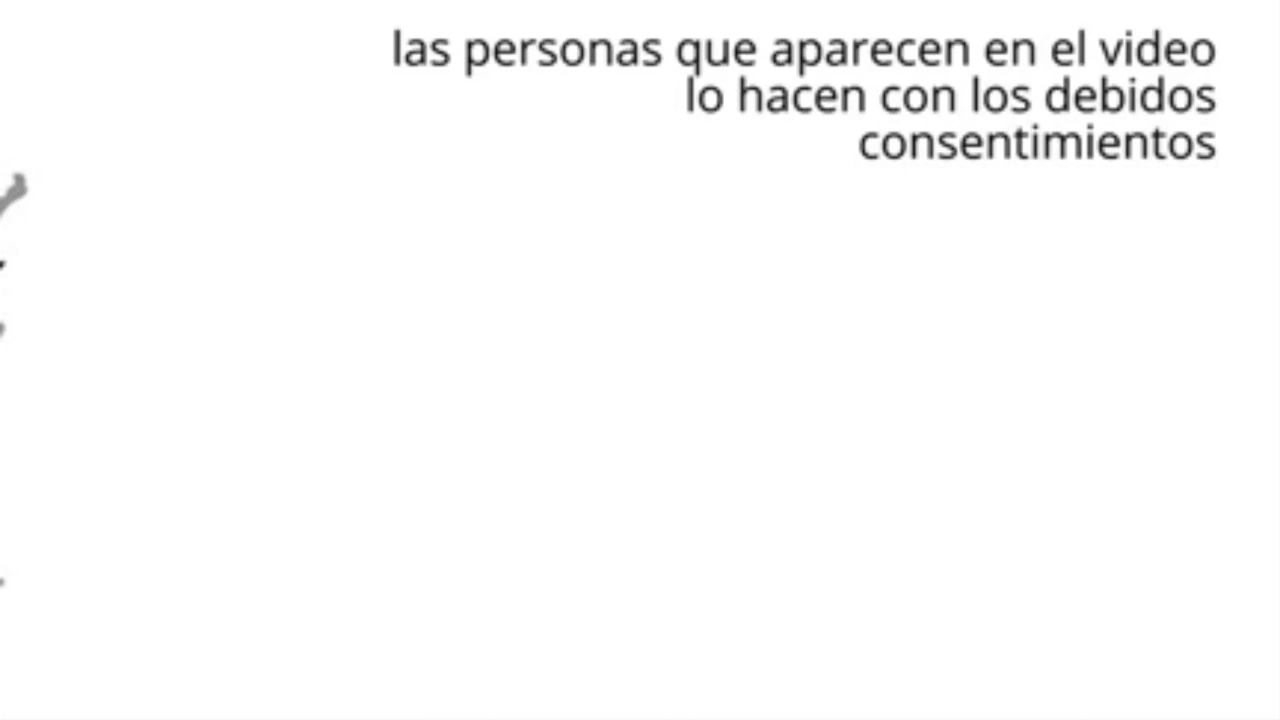 las personas que aparecen en el video
lo hacen con los debidos
consentimientos